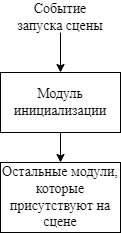 Событие
запуска сцены
Модуль
инициализации
Остальные модули,
которые
присутствуют на
сцене